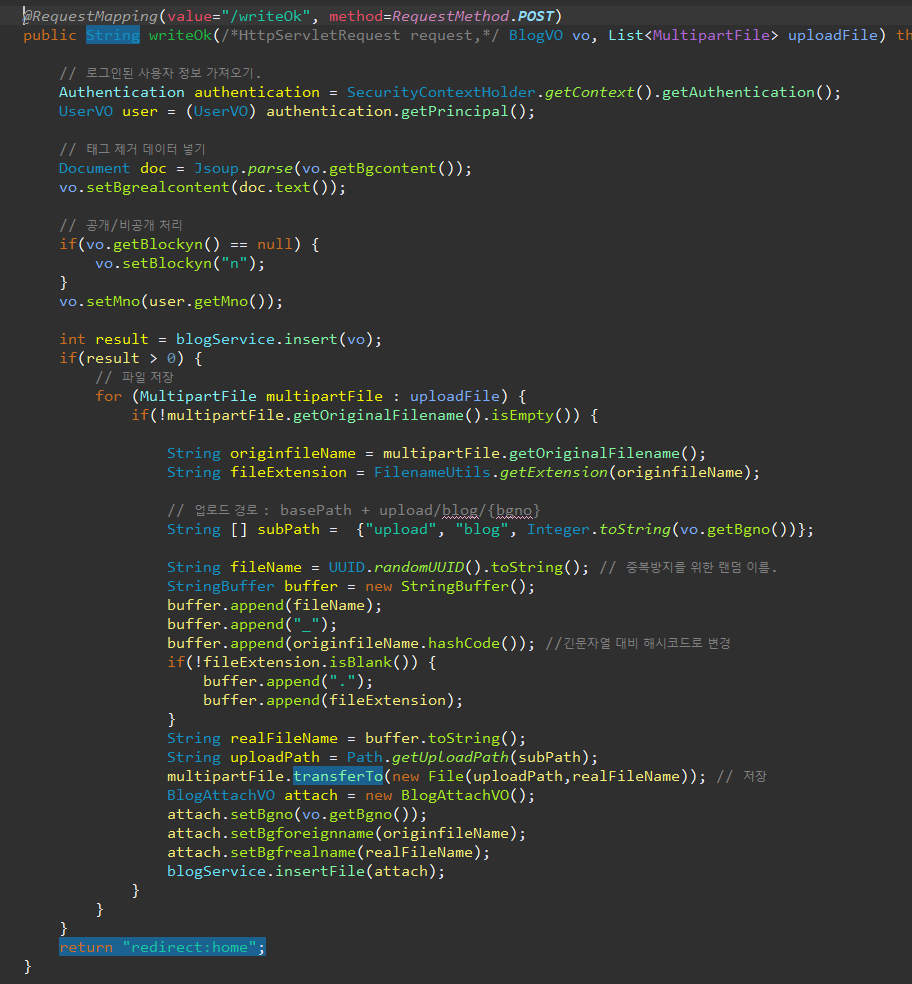 @RequestMapping(value="/writeOk", method=RequestMethod.POST)
public String writeOk(/*HttpServletRequest request,*/ BlogVO vo, List<MultipartFile> uploadFile) th
// 로그인된 사용자 정보 가져오기.
Authentication authentication = SecurityContextHolder.getContext().getAuthentication();
UserVO user = (UserVO) authentication.getPrincipal();
// 태그 제거 데이터 넣기
Document doc = Jsoup.parse(vo.getBgcontent());
vo.setBgrealcontent(doc.text());
// 공개/비공개 처리
if(vo.getBlockyn() == null) {
vo.setBlockyn("n");
}
vo.setMno(user.getMno());
int result = blogService.insert(vo);
if(result > 0) {
// 파일 저장
for (MultipartFile multipartFile : uploadFile) {
if(!multipartFile.getOriginalFilename().isEmpty()) {
String originfileName = multipartFile.getOriginalFilename();
String fileExtension = FilenameUtils.getExtension(originfileName);
// 업로드 경로 : basePath + upload/blog/{bgno}
String [] subPath =  {"upload", "blog", Integer.toString(vo.getBgno())};
String fileName = UUID.randomUUID().toString(); // 중복방지를 위한 랜덤 이름.
StringBuffer buffer = new StringBuffer();
buffer.append(fileName);
buffer.append("_");
buffer.append(originfileName.hashCode()); //긴문자열 대비 해시코드로 변경
if(!fileExtension.isBlank()) {
buffer.append(".");
buffer.append(fileExtension);
}
String realFileName = buffer.toString();
String uploadPath = Path.getUploadPath(subPath);
multipartFile.transferTo(new File(uploadPath,realFileName)); // 저장
BlogAttachVO attach = new BlogAttachVO();
attach.setBgno(vo.getBgno());
attach.setBgforeignname(originfileName);
attach.setBgfrealname(realFileName);
blogService.insertFile(attach);
}
}
}
return "redirect:home";
}